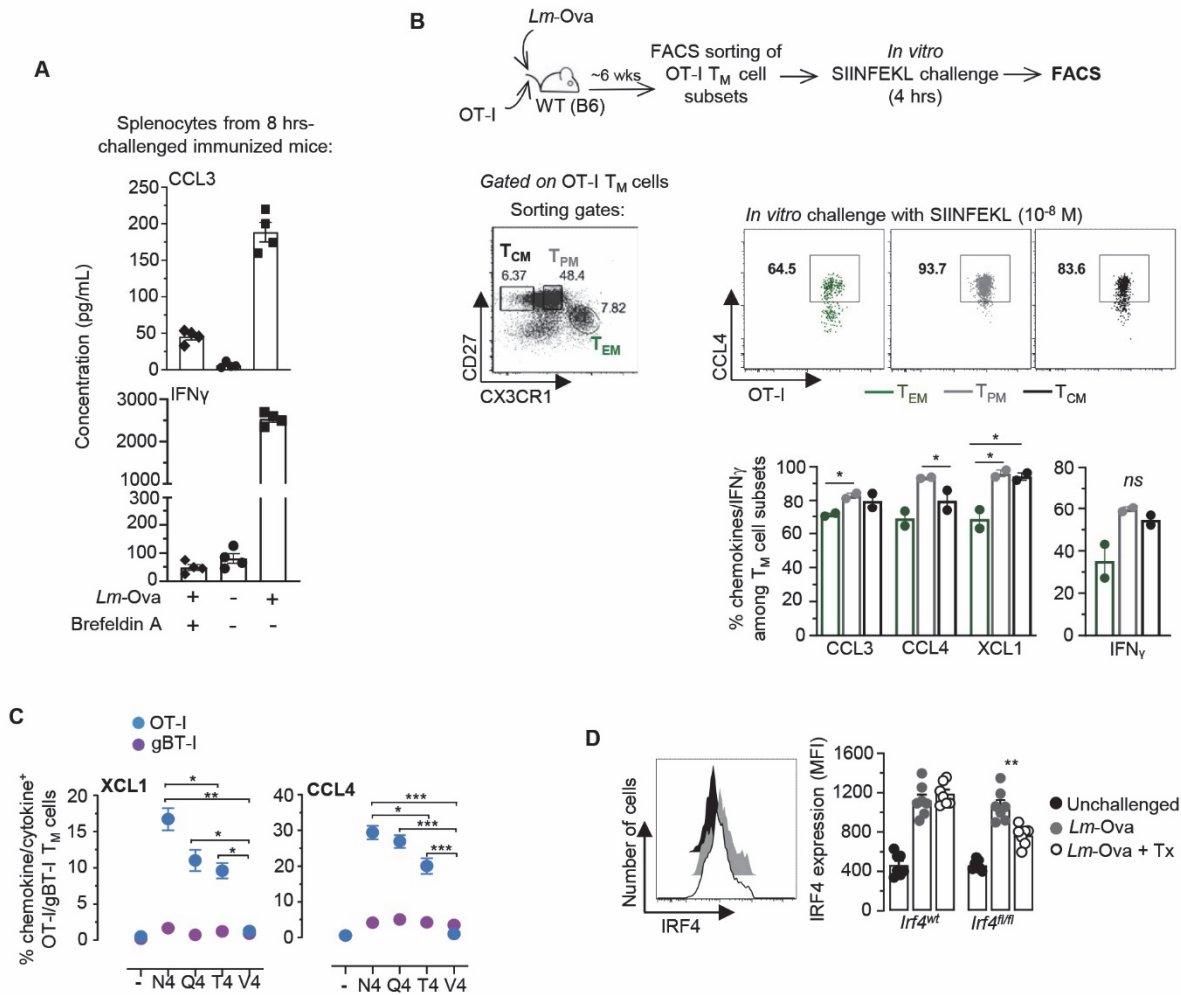 A
Splenocytes from 8 hrs-
challenged immunized mice:
CCL3
250
200
150
100
50
0
Concentration (pg/mL)
IFNγ
3000
2000
1000
300
200
100
0
Lm-Ova + - +
Brefeldin A + - -
B
Lm-Ova
OT-I
WT (B6)
~6 wks
FACS sorting of
OT-I TM cell
subsets
In vitro
SIINFEKL challenge
(4 hrs)
FACS
Gated on OT-I TM cells
Sorting gates:
TCM
6.37
TPM
48.4
7.82
TEM
CD27
CX3CR1
In vitro challenge with SIINFEKL (10-8 M)
64.5
93.7
83.6
CCL4
OT-I
TEM TPM TCM
% chemokines/IFNγ
among TM cell subsets
100
80
60
40
20
0
* * * *
CCL3 CCL4 XCL1
80
60
40
20
0
ns
IFNγ
C
OT-I
gBT-I
% chemokine/cytokine+
OT-I/gBT-I TM cells
XCL1
20
15
10
5
0
*
**
*
*
- N4 Q4 T4 V4
CCL4
40
30
20
10
0
***
*
***
***
- N4 Q4 T4 V4
D
Number of cells
IRF4
IRF4 expression (MFI)
1600
1200
800
400
0
**
Irf4wt Irf4fl/fl
Unchallenged
Lm-Ova
Lm-Ova + Tx